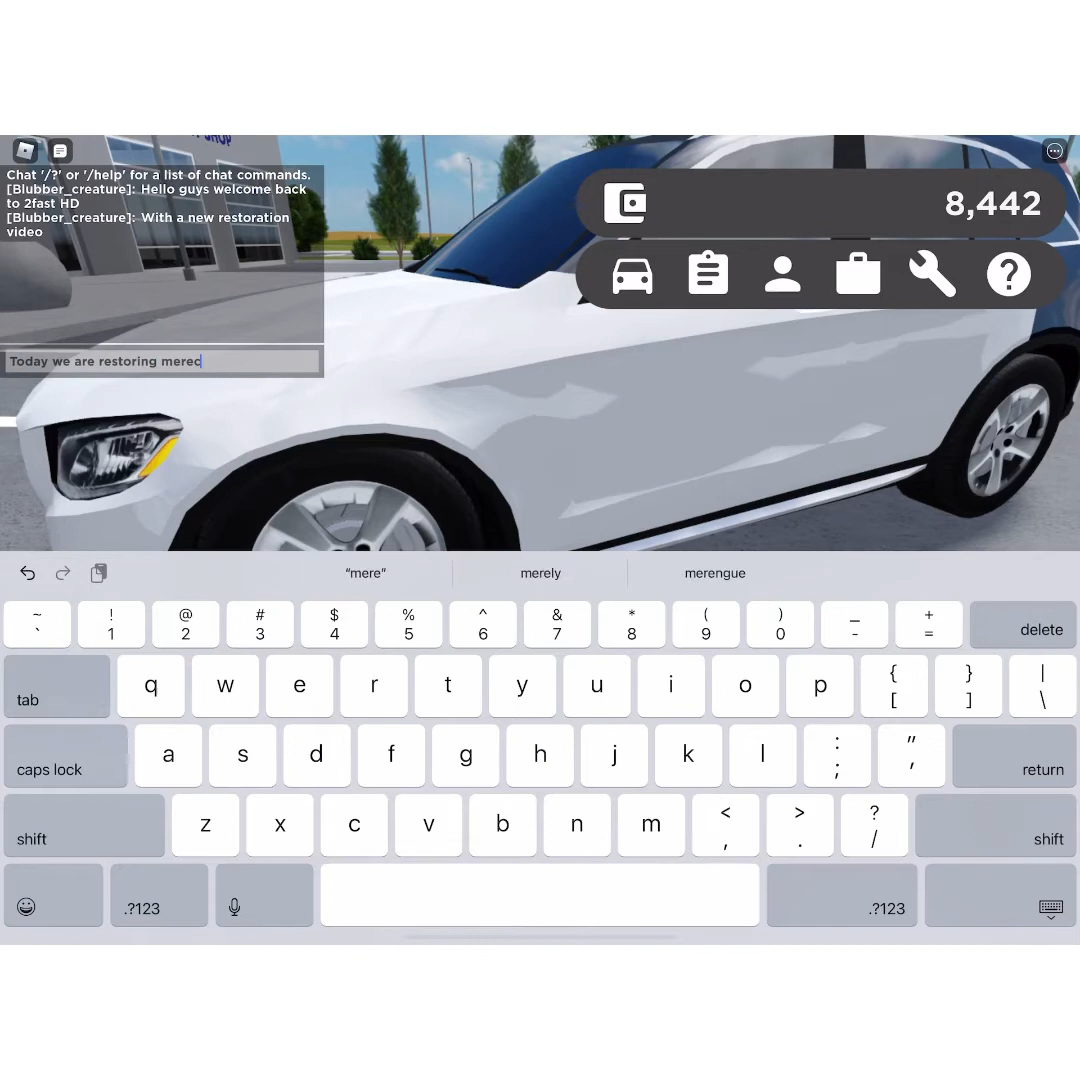 Chat '/?' or '/help' for a list of chat commands.
[Blubber_creature]: Hello guys welcome back
to 2fast HD
[Blubber_creature]: With a new restoration
video
8,442
Today we are restoring merec
“mere” merely merengue
~ ! @ # $ % ^ & * ( ) _ +
` 1 2 3 4 5 6 7 8 9 0 - = delete
tab q w e r t y u i o p { [ } ] | \
caps lock a s d f g h j k l : ; " ' return
shift z x c v b n m < , > . ? / shift
.?123 .?123